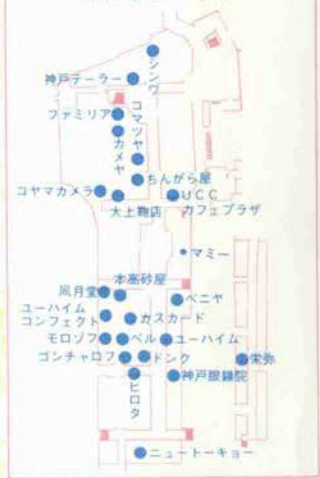 シンワ
神戸テーラー
ファミリア
コマツヤ
カメヤ
ちんがら屋
コヤマカメラ
大上鞄店
UCC
カフェプラザ
マミー
本高砂屋
風月堂
ベニヤ
ユーハイム
コンフェクト
カスカード
モロゾフ
ベル
ユーハイム
ゴンチャロフ
ドンク
栄弥
ヒロタ
神戸眼鏡院
ニュートーキョー